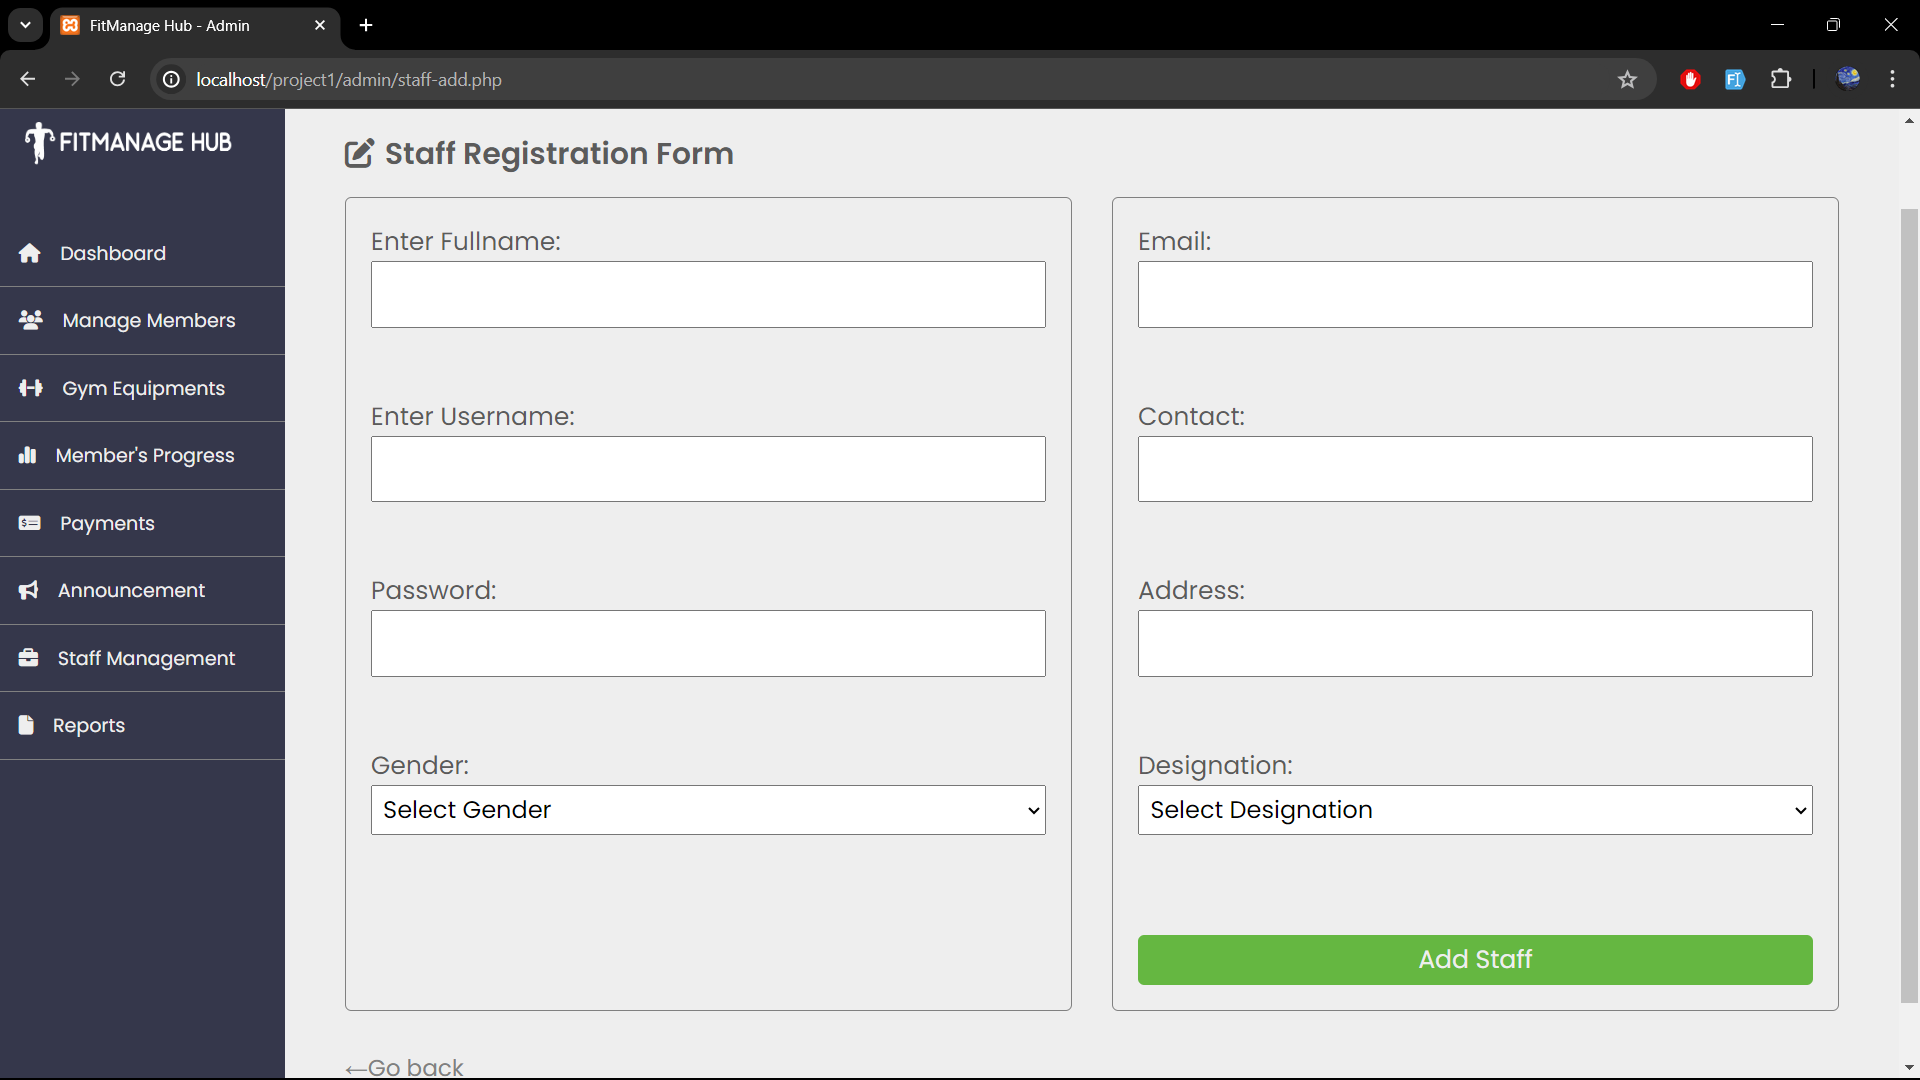 FitManage Hub - Admin
localhost/project1/admin/staff-add.php
FITMANAGE HUB
Dashboard
Manage Members
Gym Equipments
Member's Progress
Payments
Announcement
Staff Management
Reports
Staff Registration Form
Enter Fullname:
Enter Username:
Password:
Gender:
Select Gender
Email:
Contact:
Address:
Designation:
Select Designation
Add Staff
←Go back